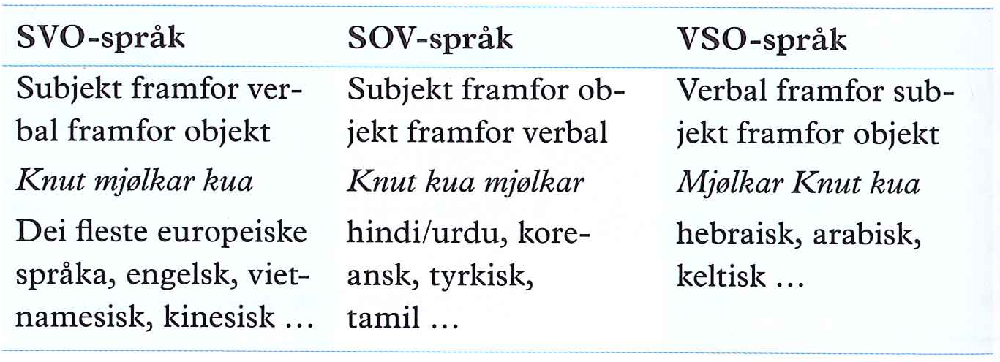 SVO-språk
Subjekt framfor ver-
bal framfor objekt
Knut mjølkar kua
Dei fleste europeiske
språka, engelsk, viet-
namesisk, kinesisk ...
SOV-språk
Subjekt framfor ob-
jekt framfor verbal
Knut kua mjølkar
hindi/urdu, kore-
ansk, tyrkisk,
tamil ...
VSO-språk
Verbal framfor sub-
jekt framfor objekt
Mjølkar Knut kua
hebraisk, arabisk,
keltisk ...